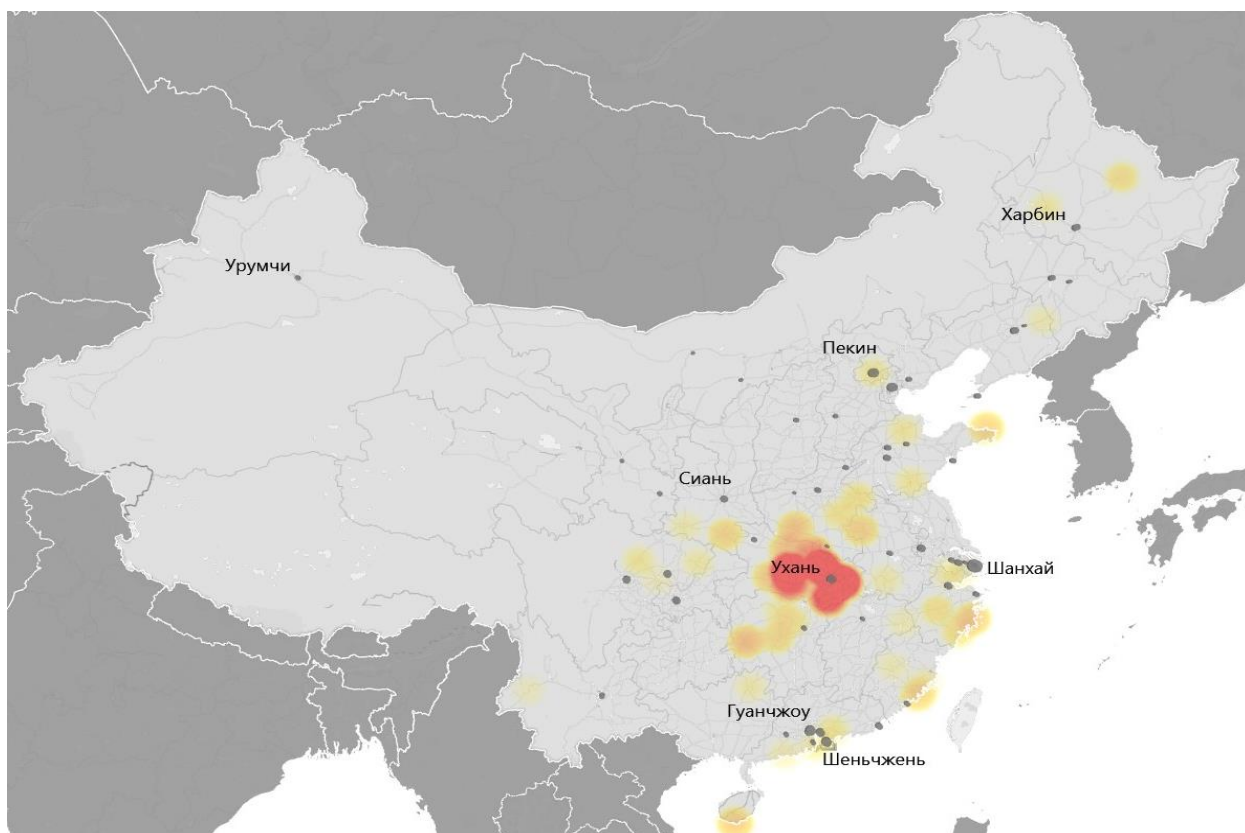 Харбин
Урумчи
Пекин
Сиань
Ухань
Шанхай
Гуанчжоу
Шеньчжень